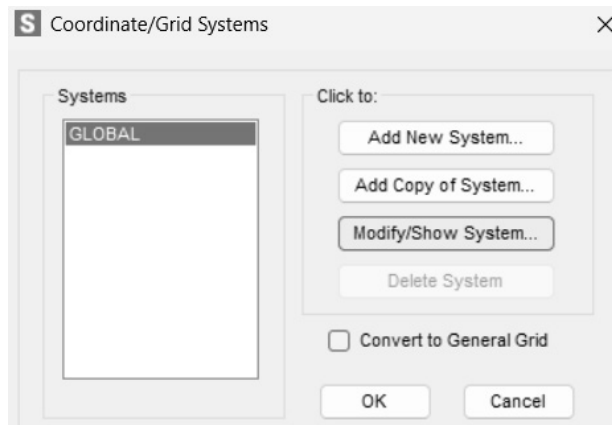 S Coordinate/Grid Systems
Systems
GLOBAL
Click to:
Add New System...
Add Copy of System...
Modify/Show System...
Delete System
Convert to General Grid
OK
Cancel